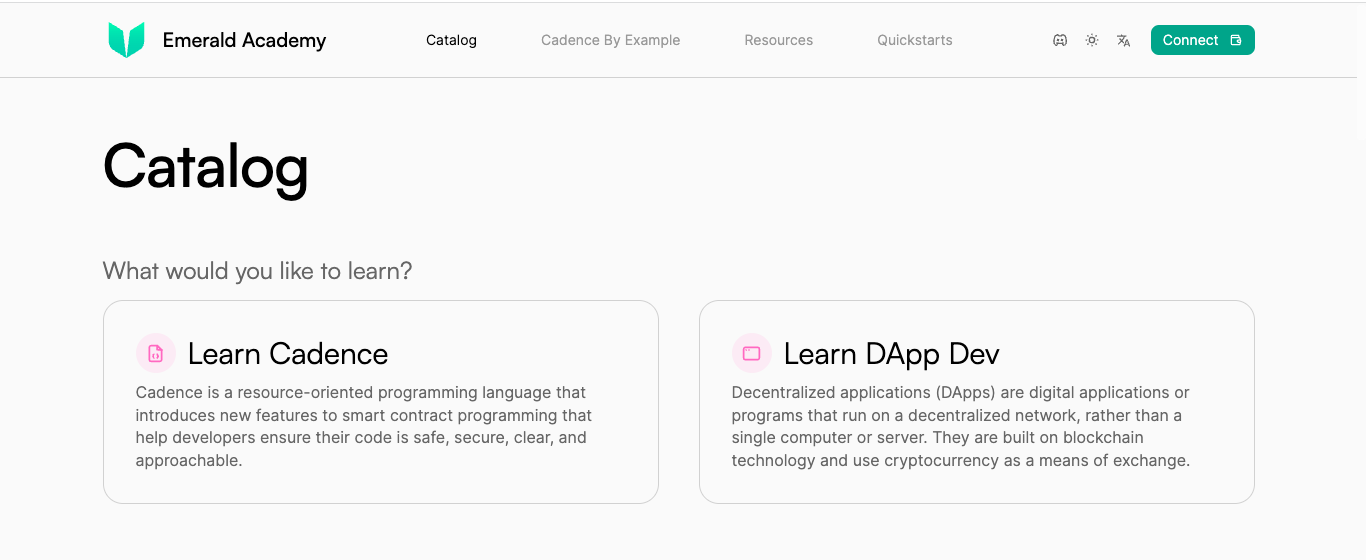 Emerald Academy
Catalog
Cadence By Example
Resources
Quickstarts
Connect
Catalog
What would you like to learn?
Learn Cadence
Cadence is a resource-oriented programming language that
introduces new features to smart contract programming that
help developers ensure their code is safe, secure, clear, and
approachable.
Learn DApp Dev
Decentralized applications (DApps) are digital applications or
programs that run on a decentralized network, rather than a
single computer or server. They are built on blockchain
technology and use cryptocurrency as a means of exchange.